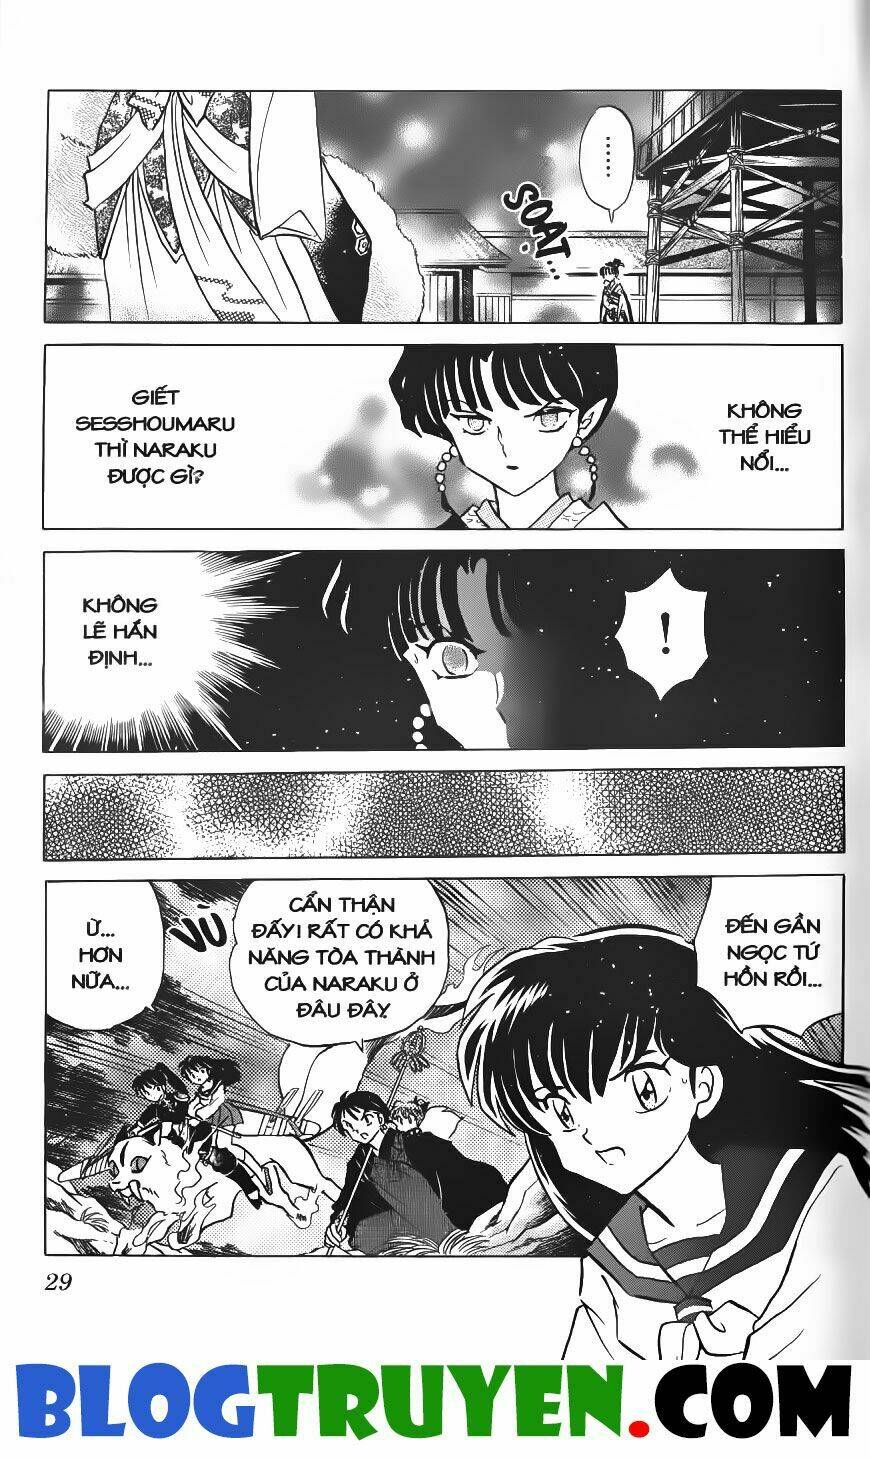 ......
SOẠT...
KHÔNG
THỂ HIỂU
NỔI...
GIẾT
SESSHOUMARU
THÌ NARAKU
ĐƯỢC GÌ?
!
KHÔNG
LẼ HẮN
ĐỊNH...
ĐẾN GẦN
NGỌC TỨ
HỒN RỒI...
CẨN THẬN
ĐẤY! RẤT CÓ KHẢ
NĂNG TÒA THÀNH
CỦA NARAKU Ở
ĐÂU ĐÂY.
VÙ
Ừ...
HƠN
NỮA...
29
BLOGTRUYEN.COM